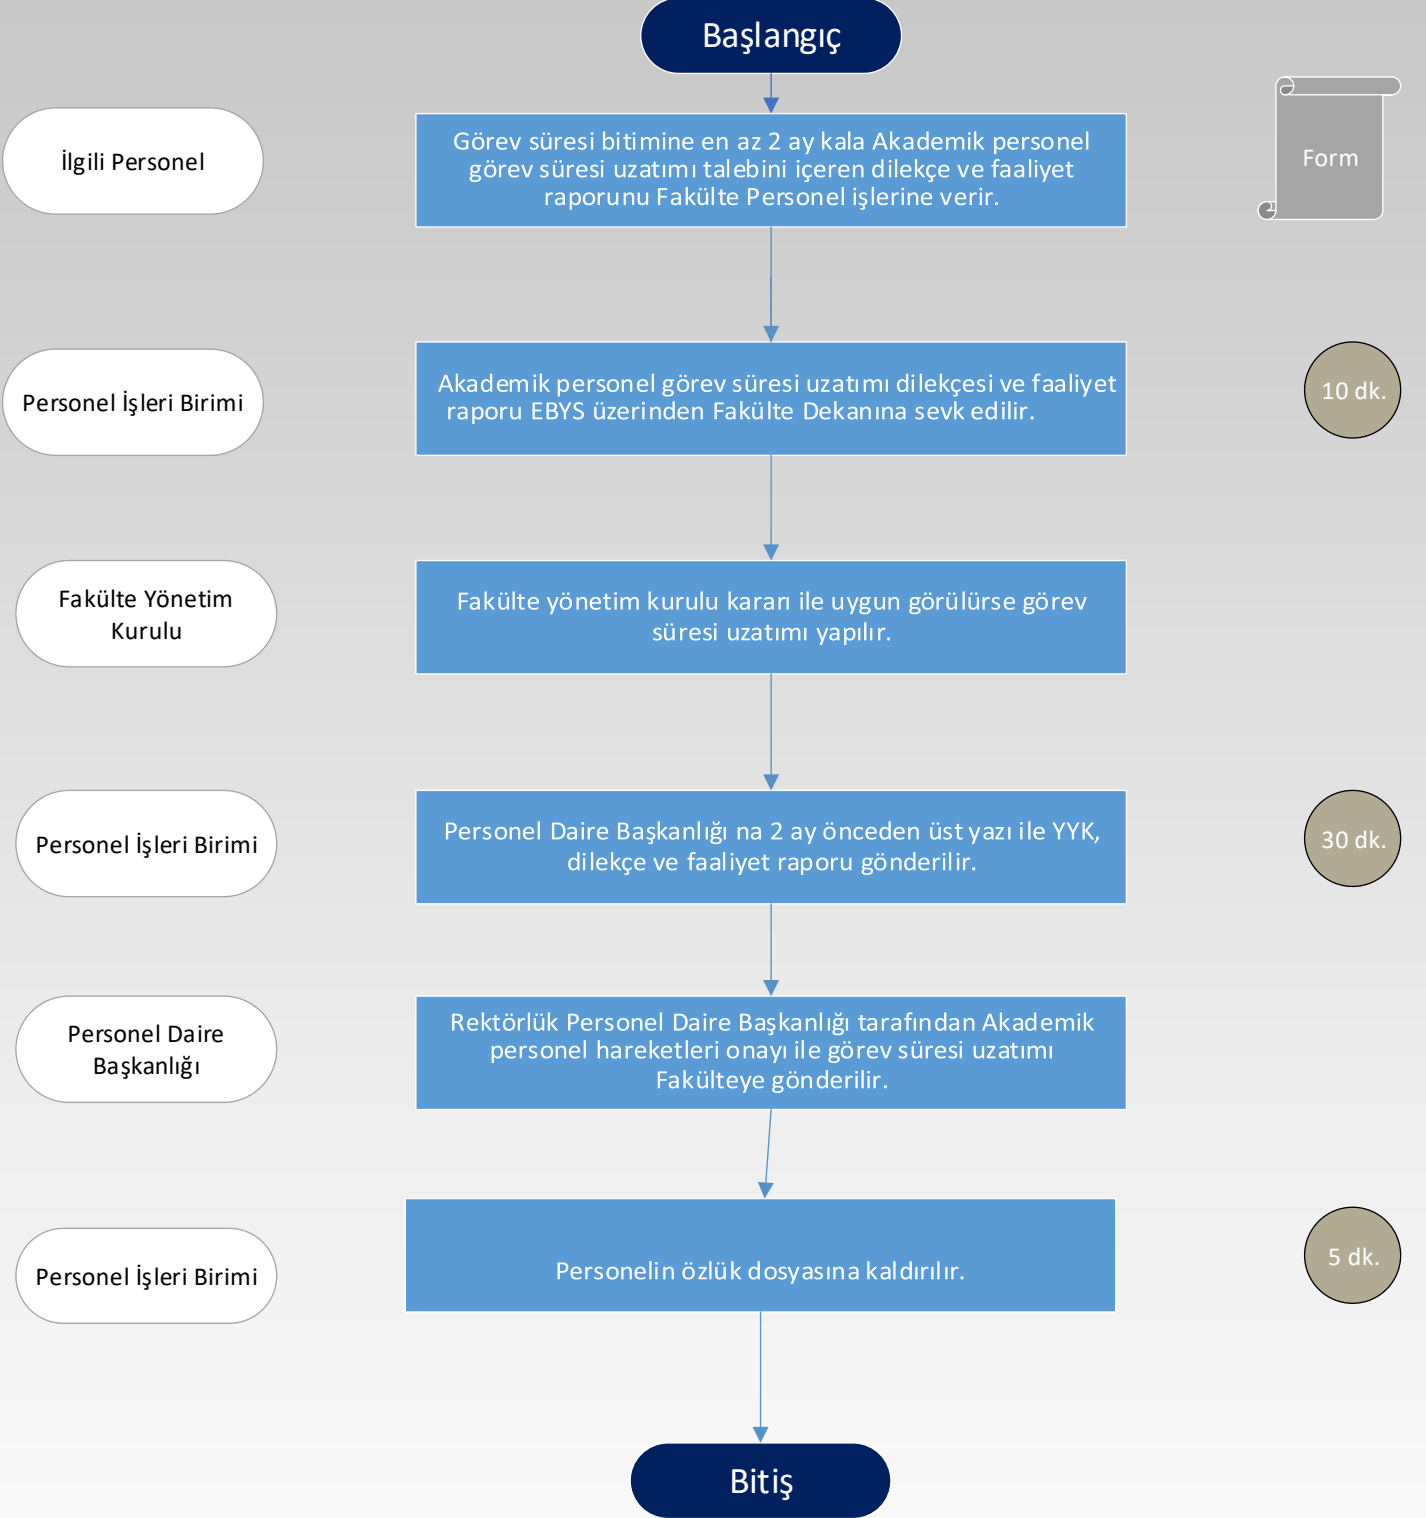 Başlangıç
İlgili Personel
Görev süresi bitimine en az 2 ay kala Akademik personel
görev süresi uzatımı talebini içeren dilekçe ve faaliyet
raporunu Fakülte Personel işlerine verir.
Form
Personel İşleri Birimi
Akademik personel görev süresi uzatımı dilekçesi ve faaliyet
raporu EBYS üzerinden Fakülte Dekanına sevk edilir.
10 dk.
Fakülte Yönetim
Kurulu
Fakülte yönetim kurulu kararı ile uygun görülürse görev
süresi uzatımı yapılır.
Personel İşleri Birimi
Personel Daire Başkanlığı na 2 ay önceden üst yazı ile YYK,
dilekçe ve faaliyet raporu gönderilir.
30 dk.
Personel Daire
Başkanlığı
Rektörlük Personel Daire Başkanlığı tarafından Akademik
personel hareketleri onayı ile görev süresi uzatımı
Fakülteye gönderilir.
Personel İşleri Birimi
Personelin özlük dosyasına kaldırılır.
5 dk.
Bitiş